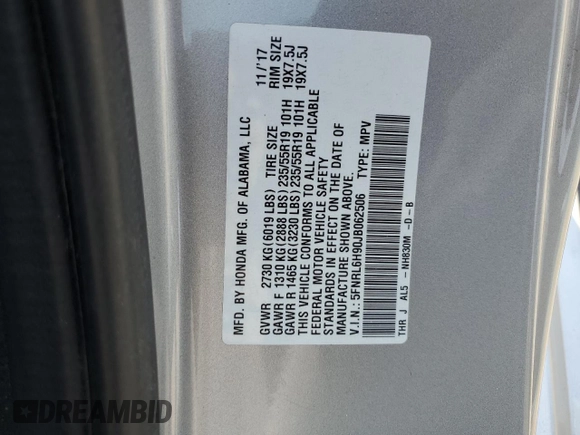 MFD. BY HONDA MFG. OF ALABAMA, LLC 11/'17
GVWR 2730 KG (6019 LBS) TIRE SIZE RIM SIZE
GAWR F 1310 KG (2888 LBS) 235/55R19 101H 19X7.5J
GAWR R 1465 KG (3230 LBS) 235/55R19 101H 19X7.5J
THIS VEHICLE CONFORMS TO ALL APPLICABLE
FEDERAL MOTOR VEHICLE SAFETY
STANDARDS IN EFFECT ON THE DATE OF
MANUFACTURE SHOWN ABOVE.
V.I.N.: 5FNRL6H90JB062506 TYPE: MPV
THR J AL5 - NH830M -D -B
DREAMBID